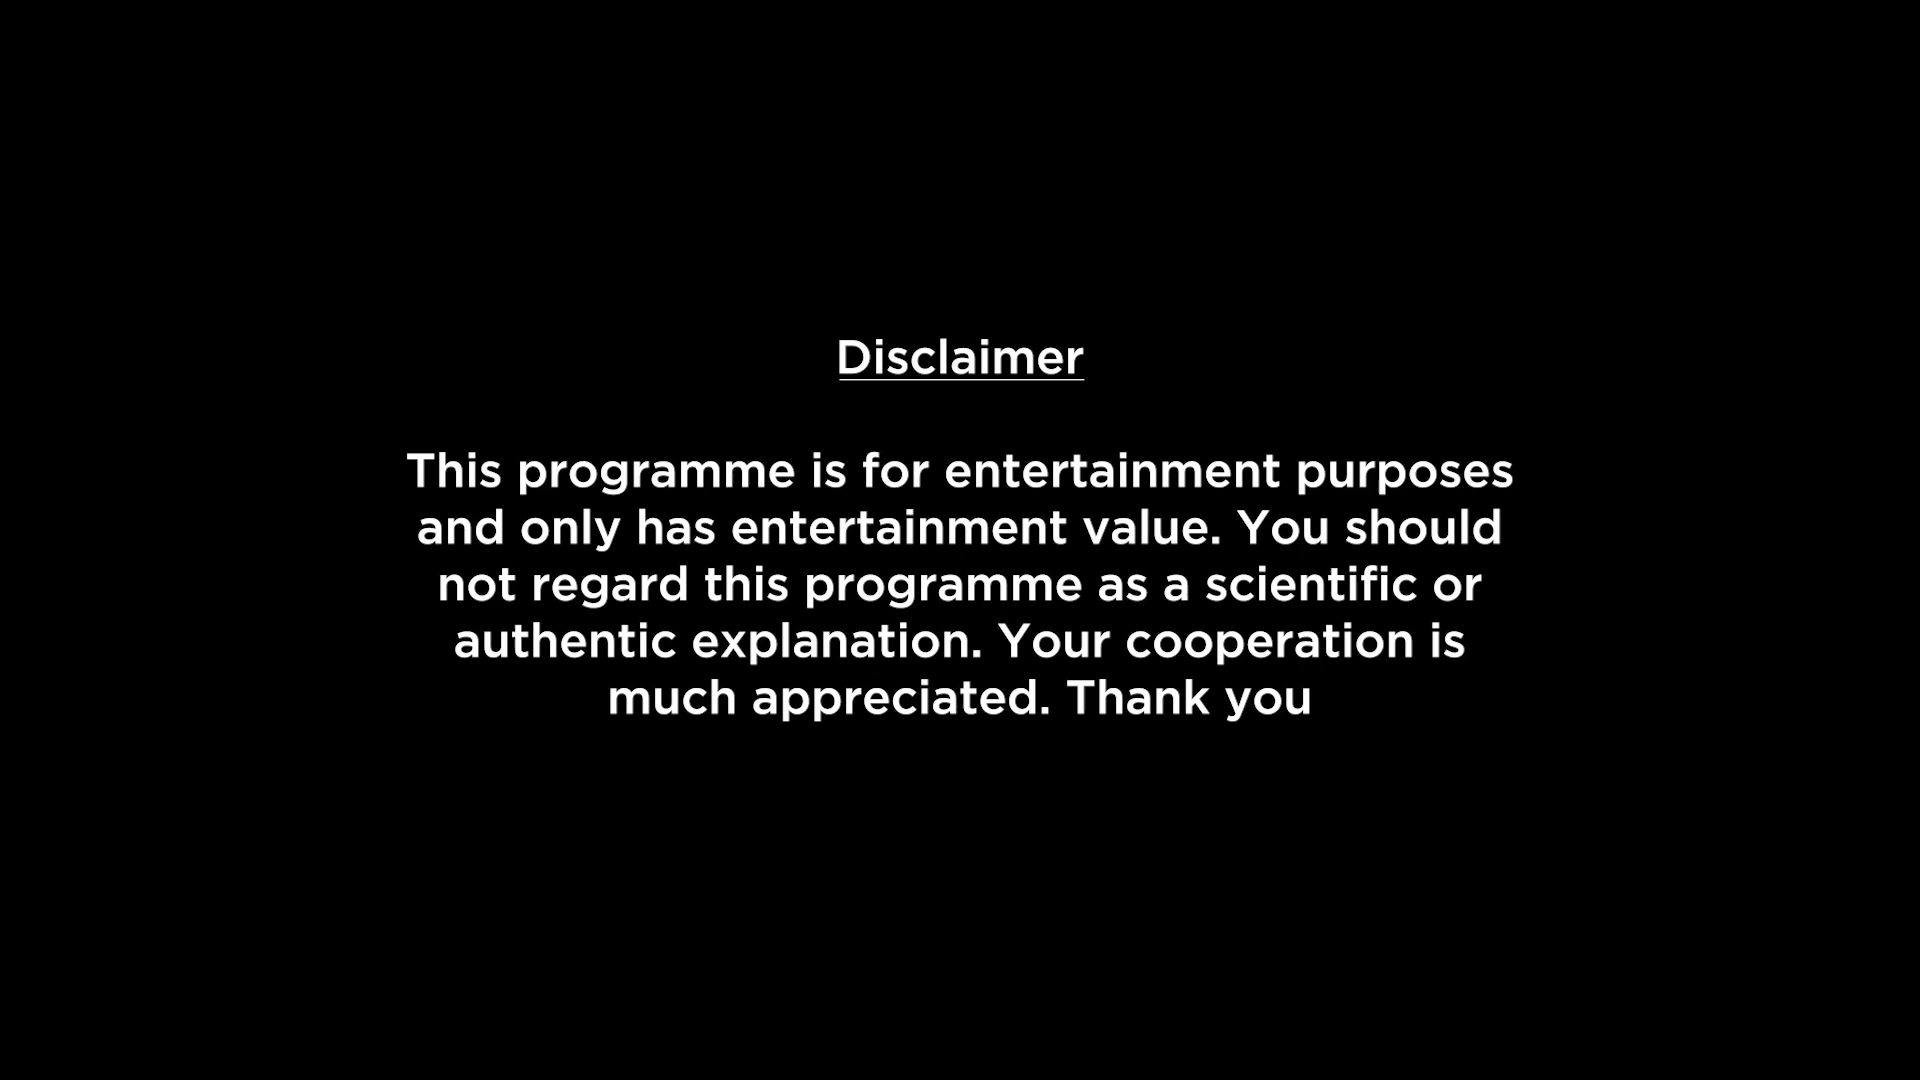 Disclaimer
This programme is for entertainment purposes
and only has entertainment value. You should
not regard this programme as a scientific or
authentic explanation. Your cooperation is
much appreciated. Thank you